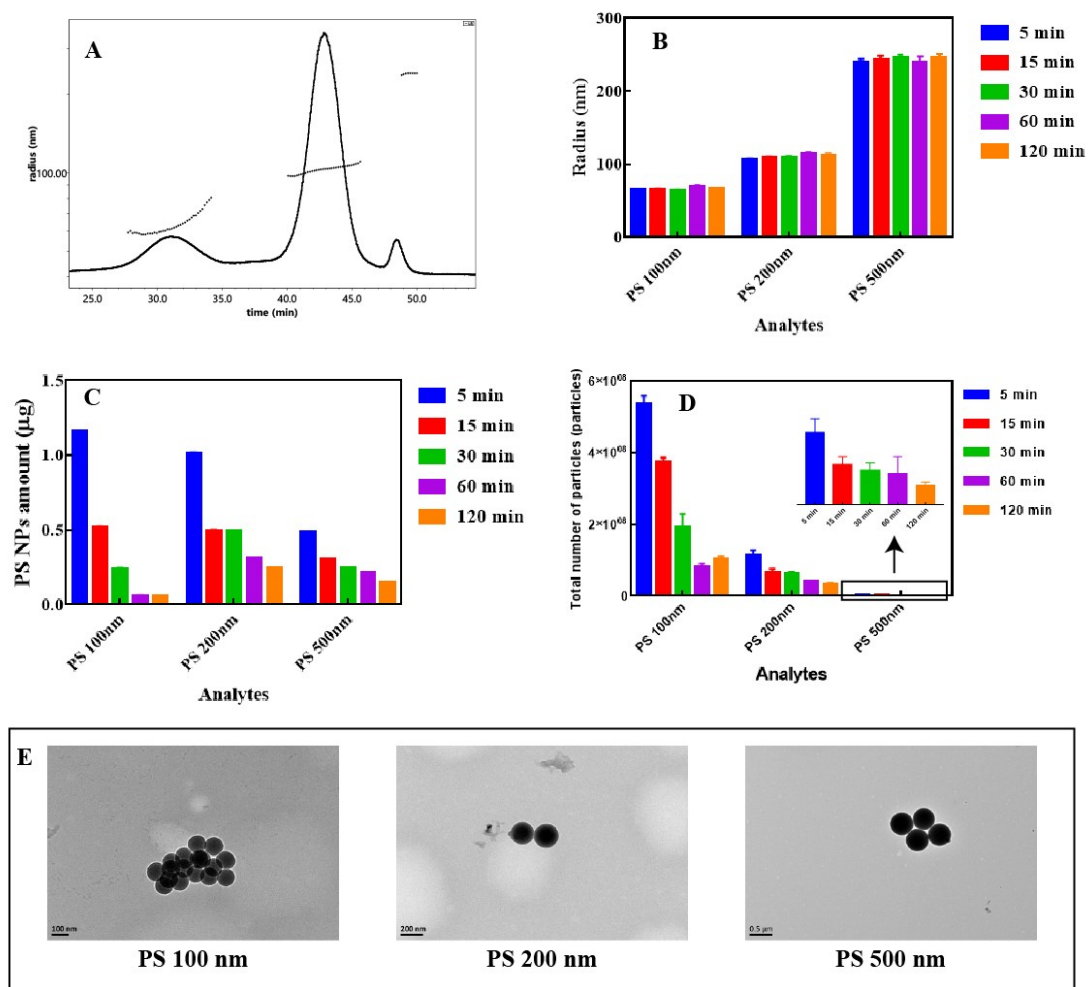 A
radius (nm)
100.00
25.0 30.0 35.0 40.0 45.0 50.0
time (min)
B
Radius (nm)
300
200
100
0
PS 100nm PS 200nm PS 500nm
Analytes
5 min
15 min
30 min
60 min
120 min
C
PS NPs amount (μg)
1.5
1.0
0.5
0.0
PS 100nm PS 200nm PS 500nm
Analytes
5 min
15 min
30 min
60 min
120 min
D
Total number of particles (particles)
6×10⁰⁸
4×10⁰⁸
2×10⁰⁸
0
PS 100nm PS 200nm PS 500nm
Analytes
5 min 15 min 30 min 60 min 120 min
5 min
15 min
30 min
60 min
120 min
E
100 nm
200 nm
0.5 μm
PS 100 nm PS 200 nm PS 500 nm